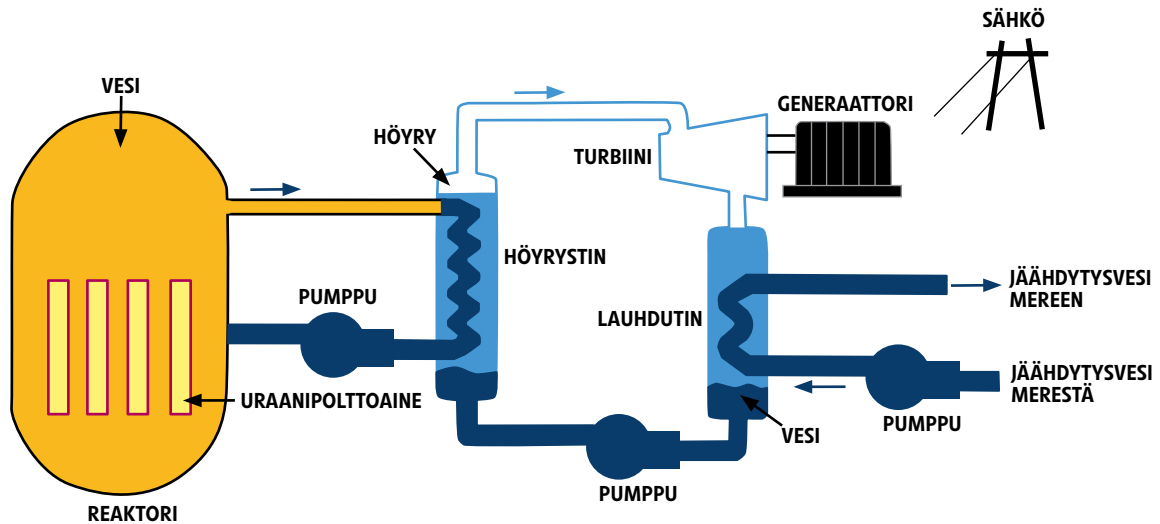 SÄHKÖ
VESI
GENERAATTORI
HÖYRY
TURBIINI
HÖYRYSTIN
JÄÄHDYTYSVESI
MEREEN
PUMPPU
LAUHDUTIN
JÄÄHDYTYSVESI
MERESTÄ
URAANIPOLTTOAINE
PUMPPU
VESI
PUMPPU
REAKTORI